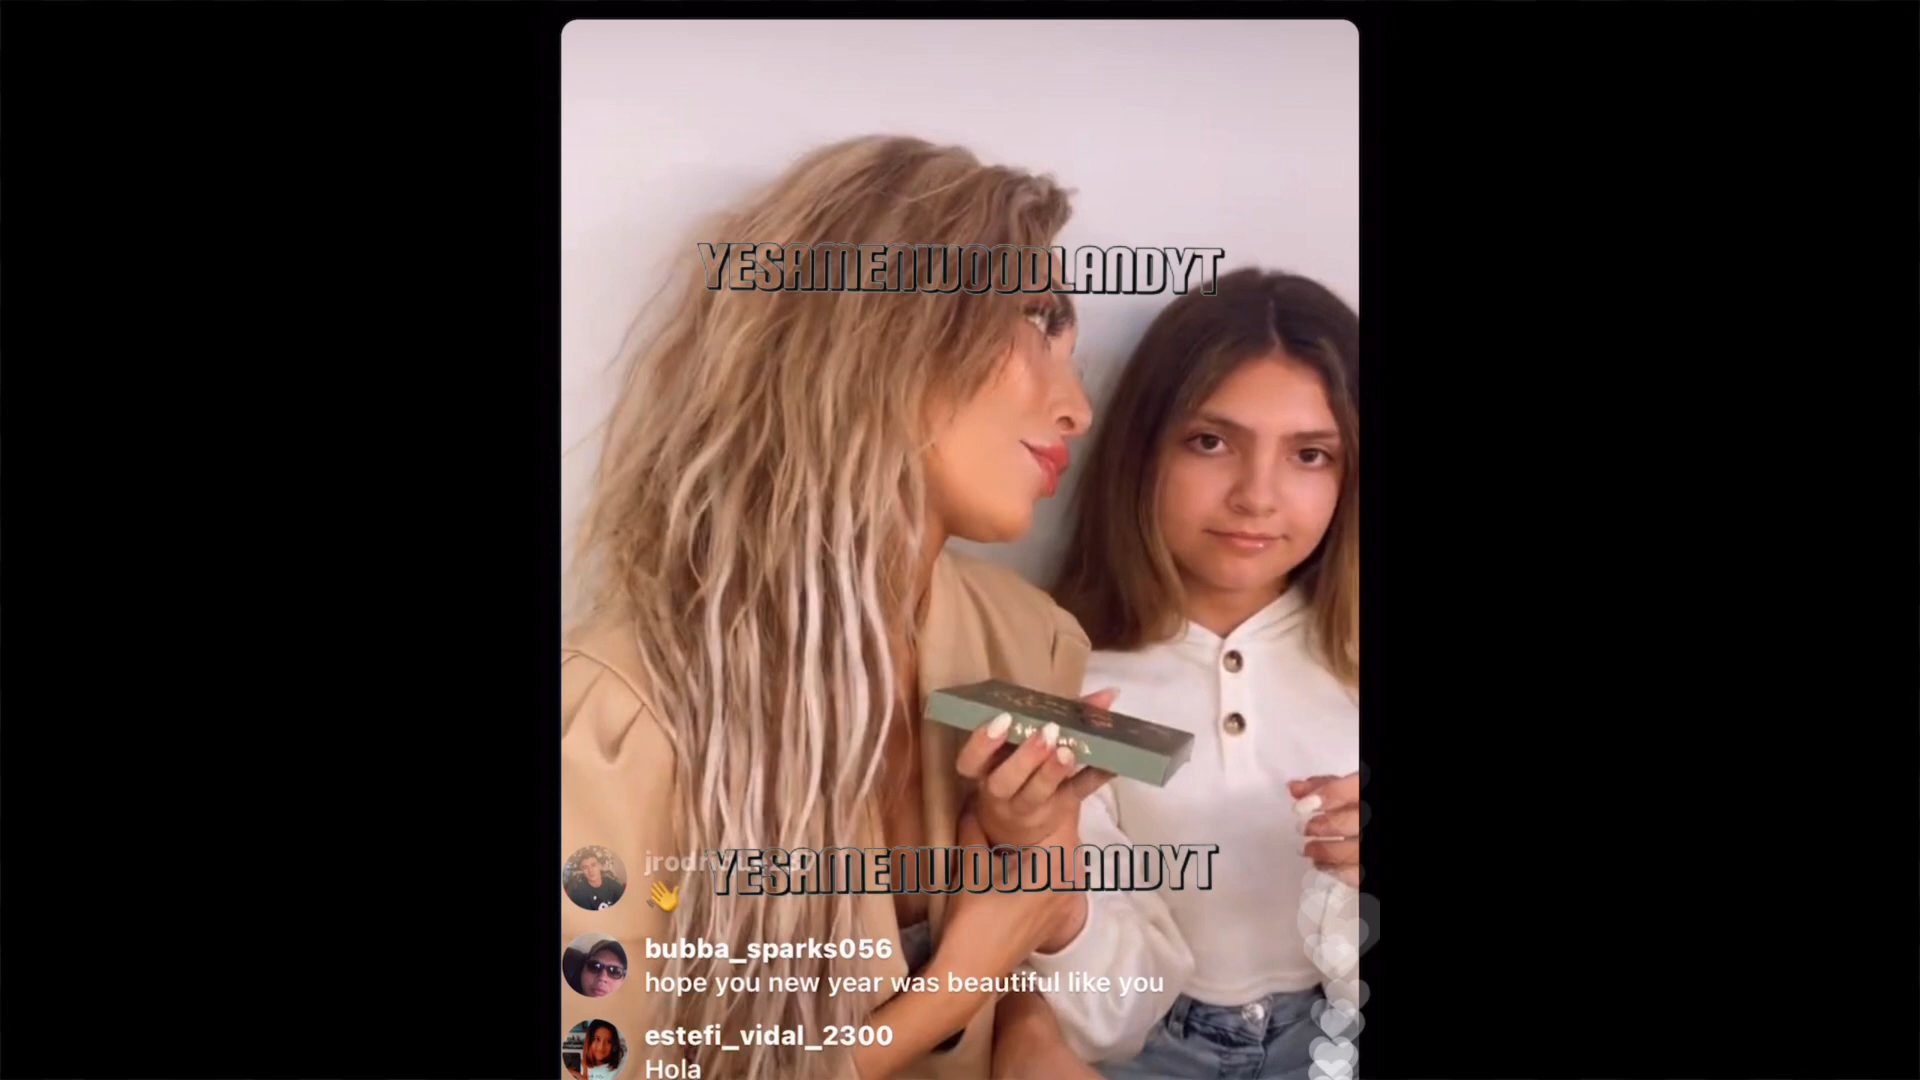 YESAMENWOODLANDYT
YESAMENWOODLANDYT
bubba_sparks056
hope you new year was beautiful like you
estefi_vidal_2300
Hola